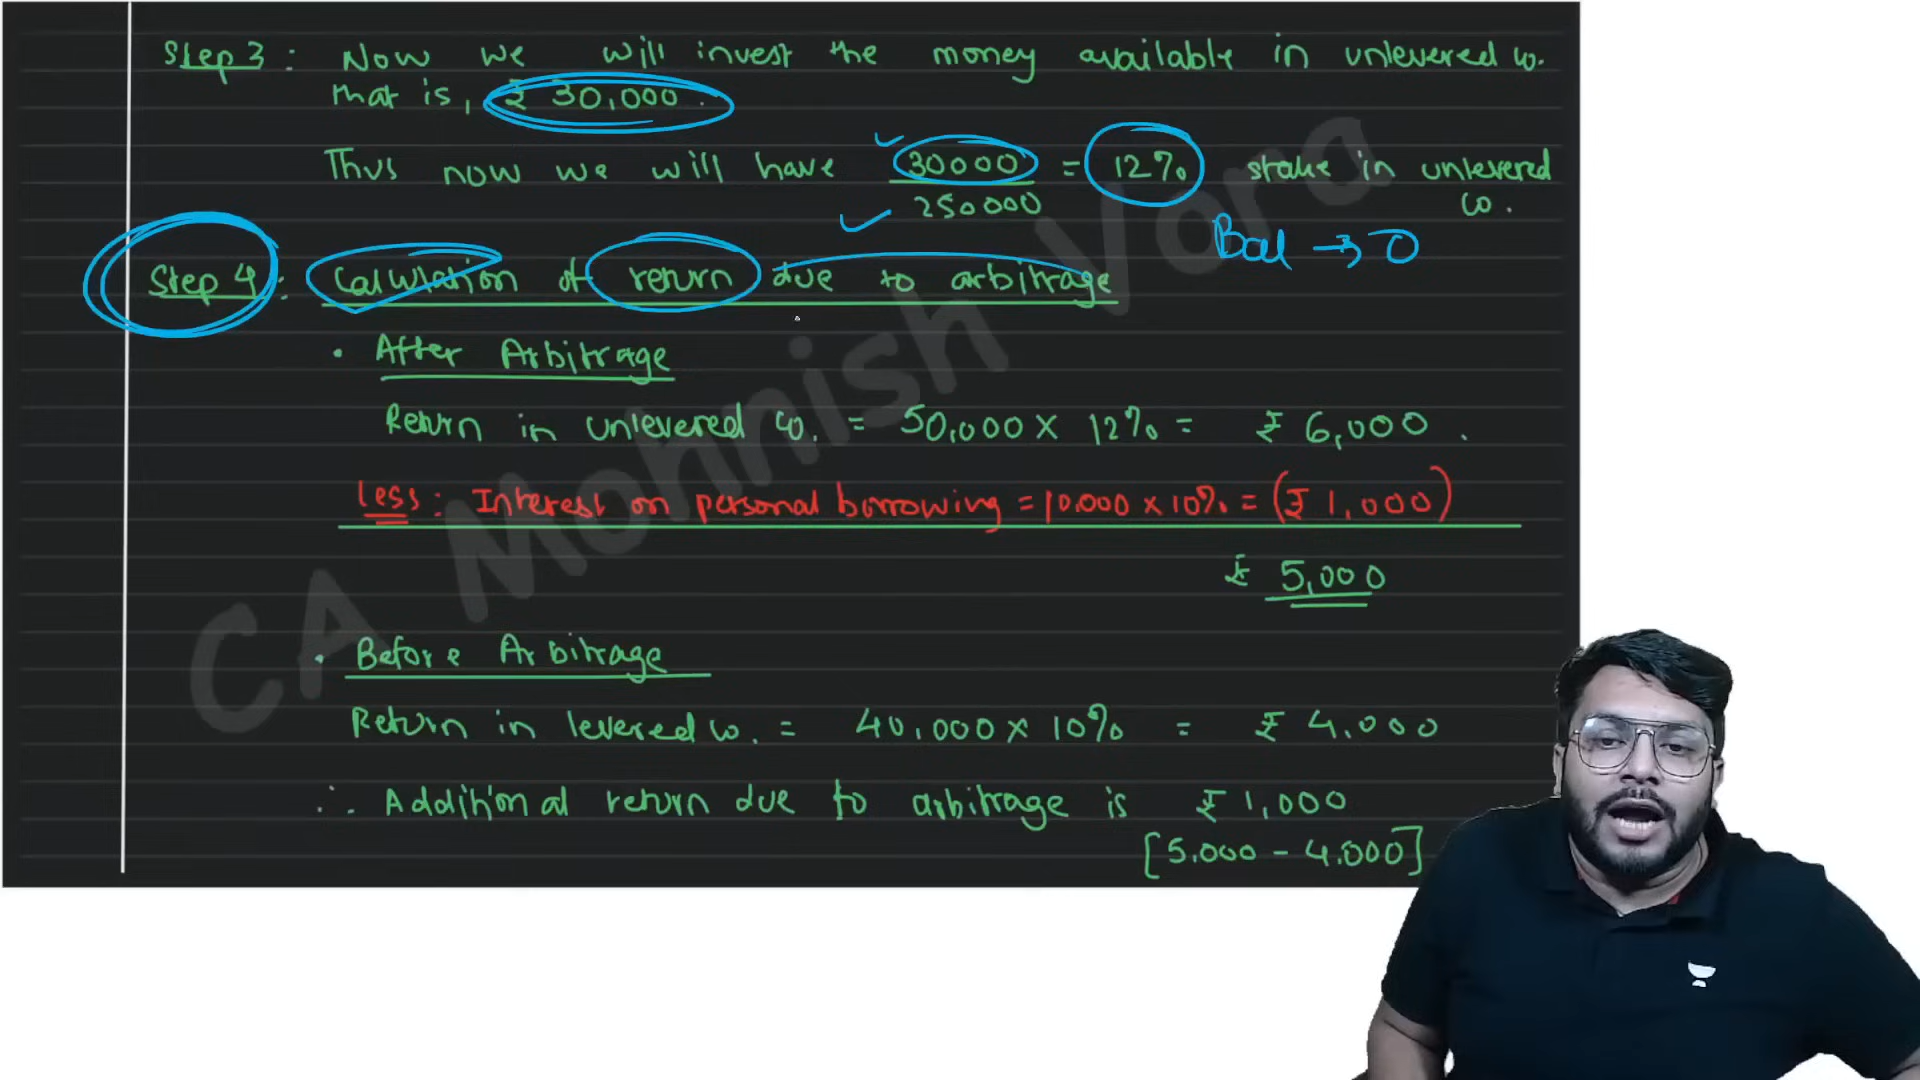 Step 3 : Now we will invest the money available in unlevered co.
that is, ₹ 30,000.
Thus now we will have 30000 / 250000 = 12% stake in unlevered co.
Bal → 0
Step 4 : Calculation of return due to arbitrage
• After Arbitrage
Return in unlevered co. = 50,000 × 12% = ₹ 6,000.
Less : Interest on personal borrowing = 10,000 × 10% = (₹ 1,000)
₹ 5,000
• Before Arbitrage
Return in levered co. = 40,000 × 10% = ₹ 4,000
∴ Additional return due to arbitrage is ₹ 1,000
[5,000 - 4,000]
CA Mohnish Vora